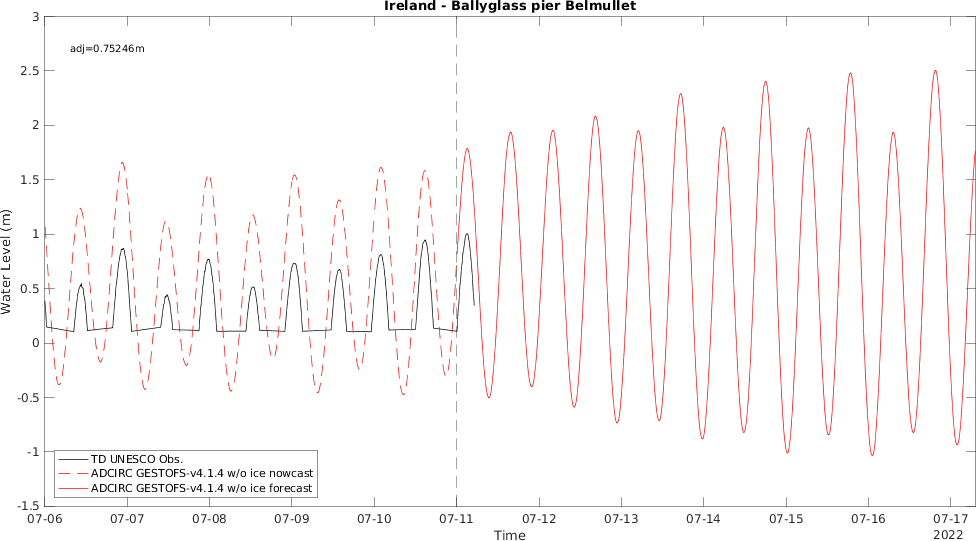 Ireland - Ballyglass pier Belmullet
adj=0.75246m
3
2.5
2
1.5
1
0.5
0
-0.5
-1
-1.5
Water Level (m)
TD UNESCO Obs.
ADCIRC GESTOFS-v4.1.4 w/o ice nowcast
ADCIRC GESTOFS-v4.1.4 w/o ice forecast
07-06 07-07 07-08 07-09 07-10 07-11 07-12 07-13 07-14 07-15 07-16 07-17
Time
2022